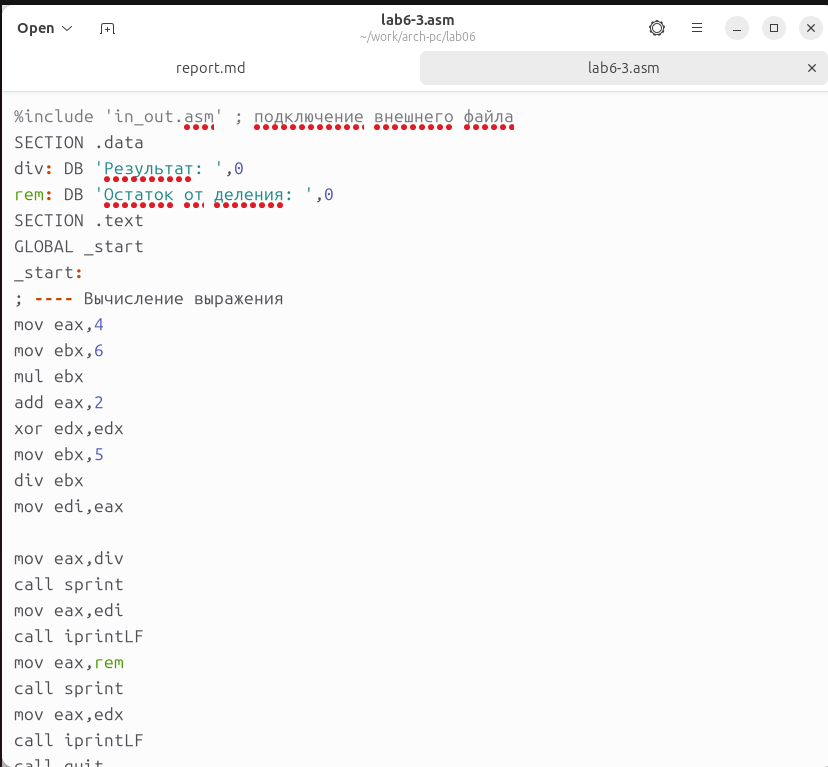 Open
lab6-3.asm
~/work/arch-pc/lab06
report.md
lab6-3.asm
%include 'in_out.asm' ; подключение внешнего файла
SECTION .data
div: DB 'Результат: ',0
rem: DB 'Остаток от деления: ',0
SECTION .text
GLOBAL _start
_start:
; ---- Вычисление выражения
mov eax,4
mov ebx,6
mul ebx
add eax,2
xor edx,edx
mov ebx,5
div ebx
mov edi,eax
mov eax,div
call sprint
mov eax,edi
call iprintLF
mov eax,rem
call sprint
mov eax,edx
call iprintLF
call quit